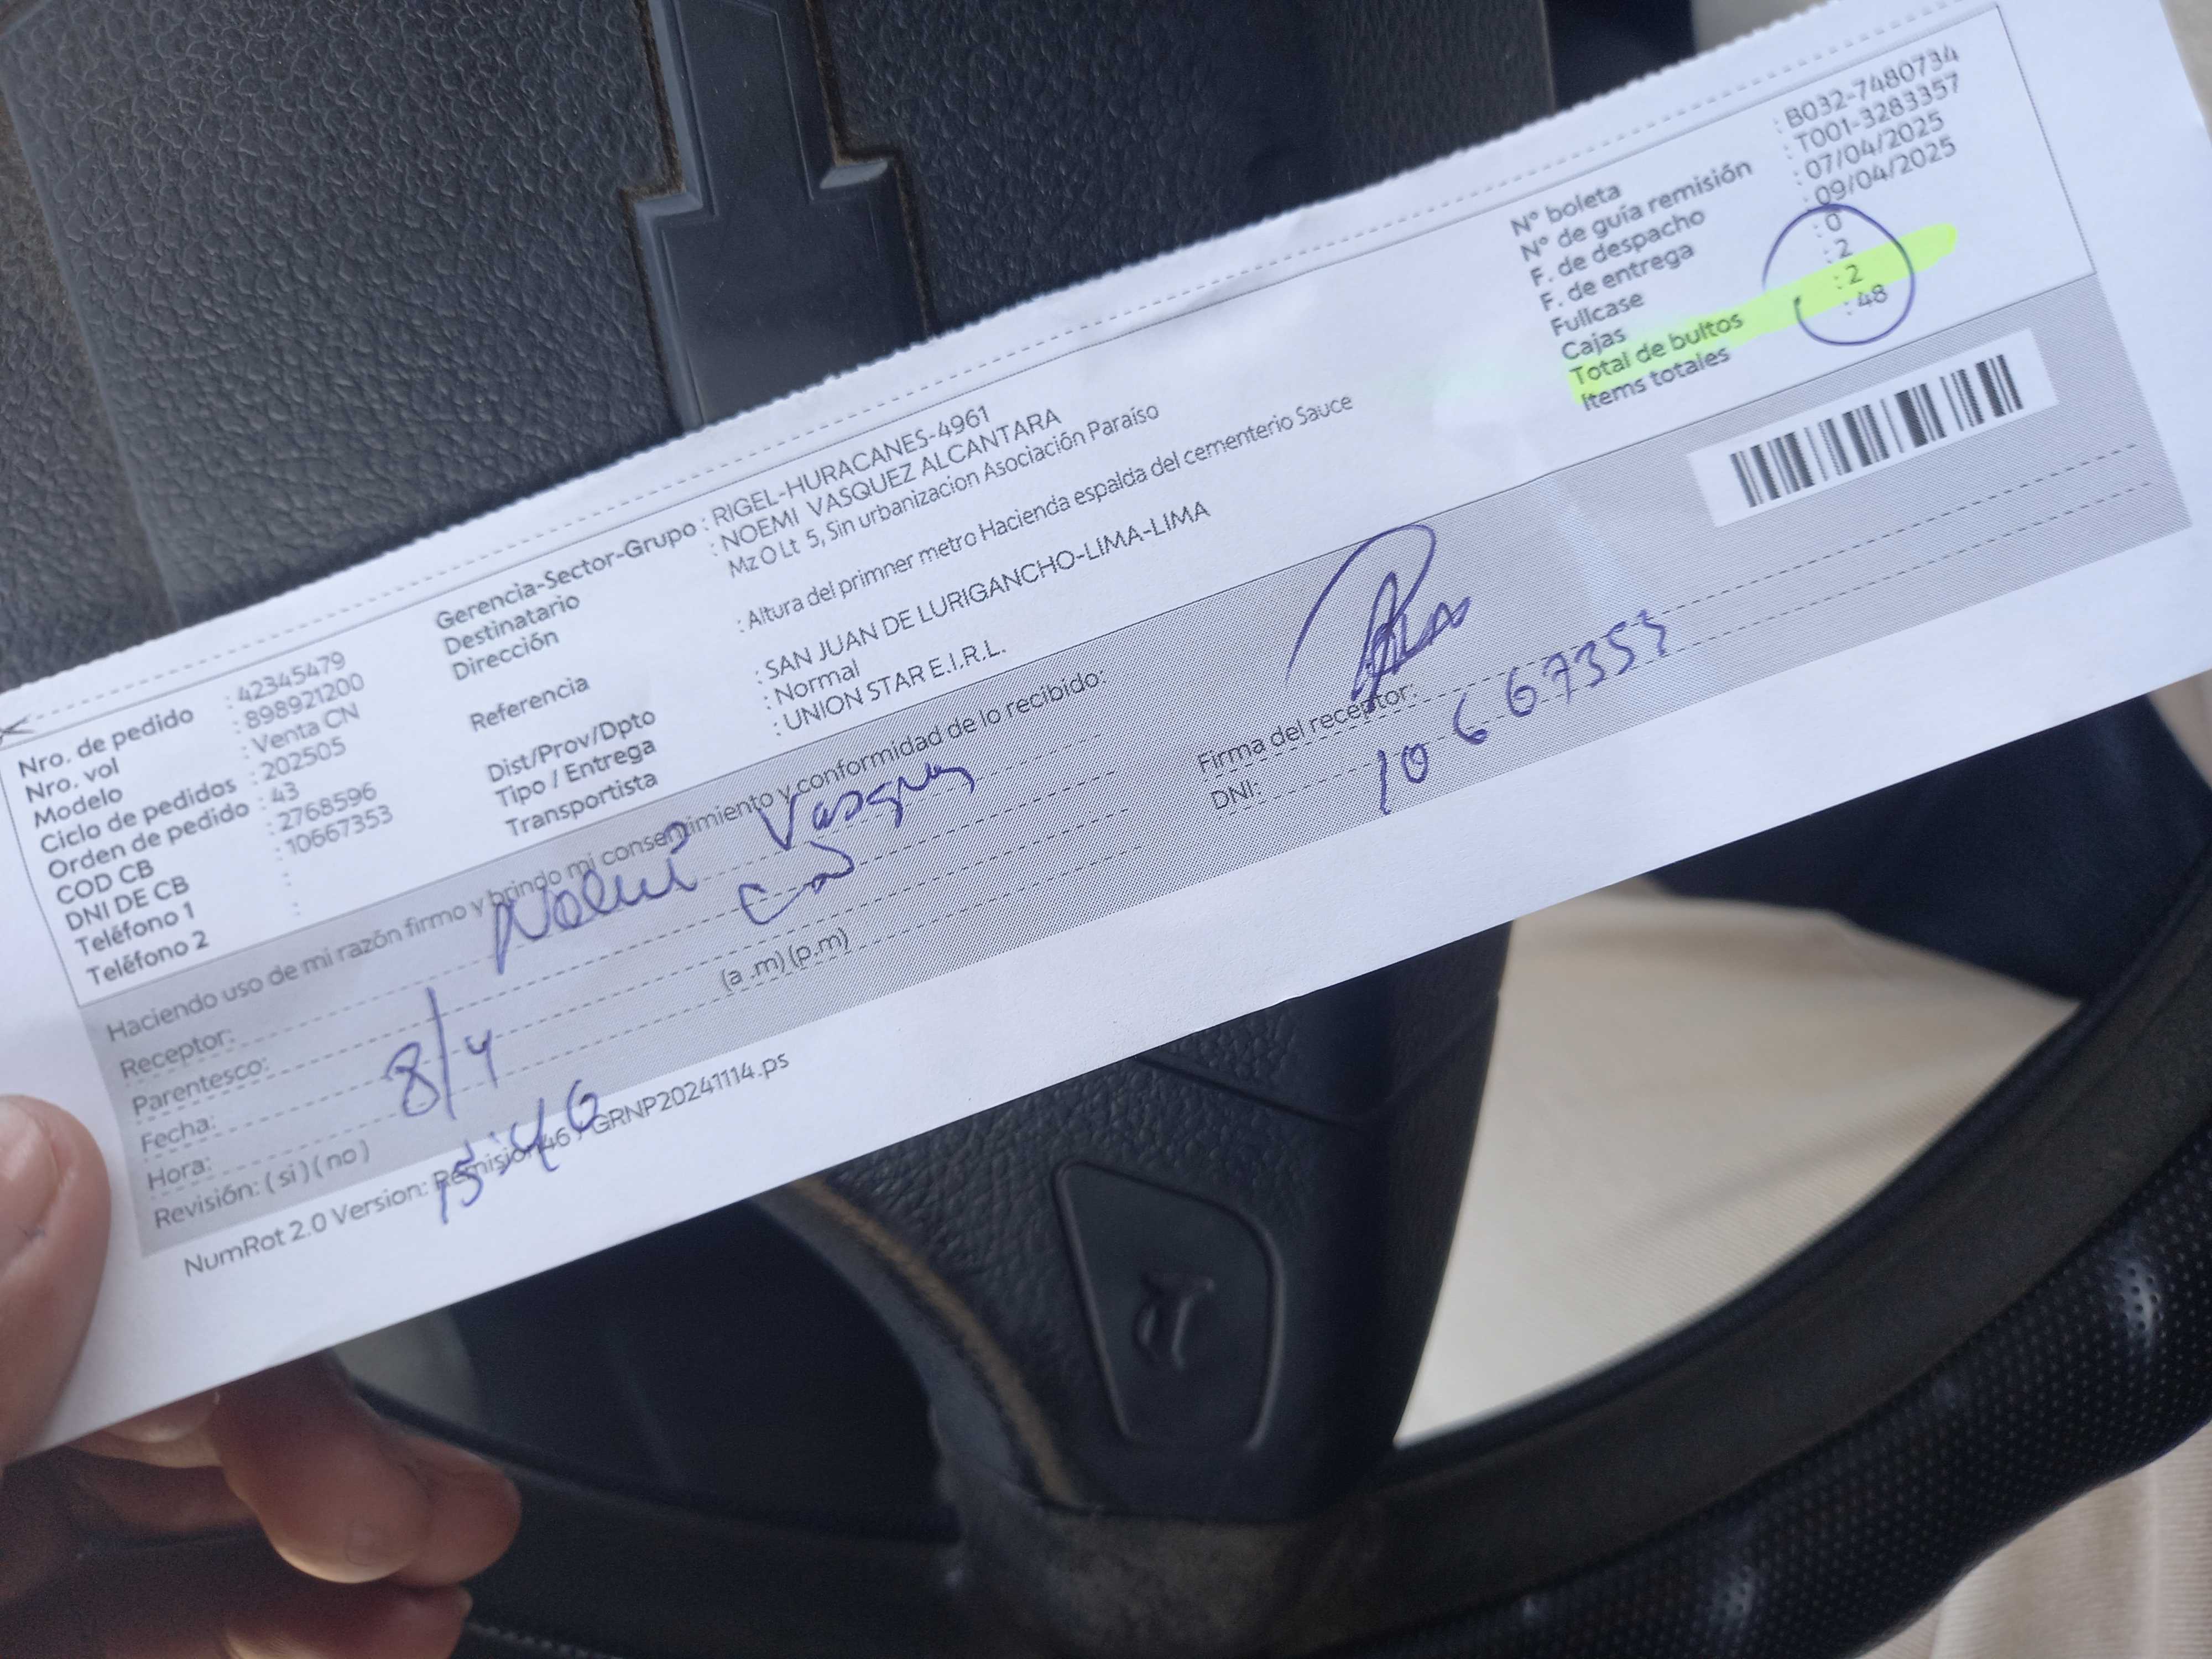 Nro. de pedido : 42345479
Nro. vol : 898921200
Modelo : Venta CN
Ciclo de pedidos : 202505
Orden de pedido : 43
COD CB : 2768596
DNI DE CB : 10667353
Teléfono 1 :
Teléfono 2 :
Gerencia-Sector-Grupo : RIGEL-HURACANES-4961
Destinatario : NOEMI VASQUEZ ALCANTARA
Dirección Mz O Lt 5, Sin urbanizacion Asociación Paraíso
Referencia : Altura del primner metro Hacienda espalda del cementerio Sauce
Dist/Prov/Dpto : SAN JUAN DE LURIGANCHO-LIMA-LIMA
Tipo / Entrega : Normal
Transportista : UNION STAR E.I.R.L.
N° boleta : B032-7480734
N° de guía remisión : T001-3283357
F. de despacho : 07/04/2025
F. de entrega : 09/04/2025
Fullcase : 0
Cajas : 2
Total de bultos : 2
Items totales : 48
Haciendo uso de mi razón firmo y brindo mi consentimiento y conformidad de lo recibido:
Receptor: Noemi Vasquez
Parentesco:
Fecha: 8/4
Hora: 15:40 (a .m) (p.m)
Revisión: ( si ) ( no )
Firma del receptor:
DNI: 10667353
NumRot 2.0 Version: Remision46 / GRNP20241114.ps